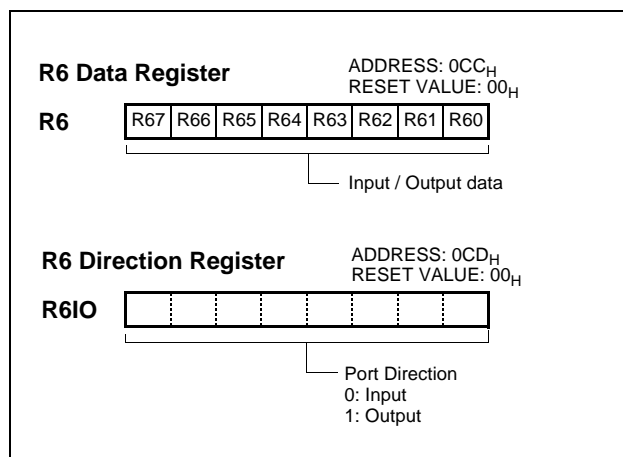 R6 Data Register
ADDRESS: 0CCH
RESET VALUE: 00H
R6
R67 R66 R65 R64 R63 R62 R61 R60
Input / Output data
R6 Direction Register
ADDRESS: 0CDH
RESET VALUE: 00H
R6IO
Port Direction
0: Input
1: Output